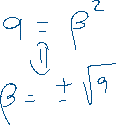 9 = β²
⇓
β = ± √9